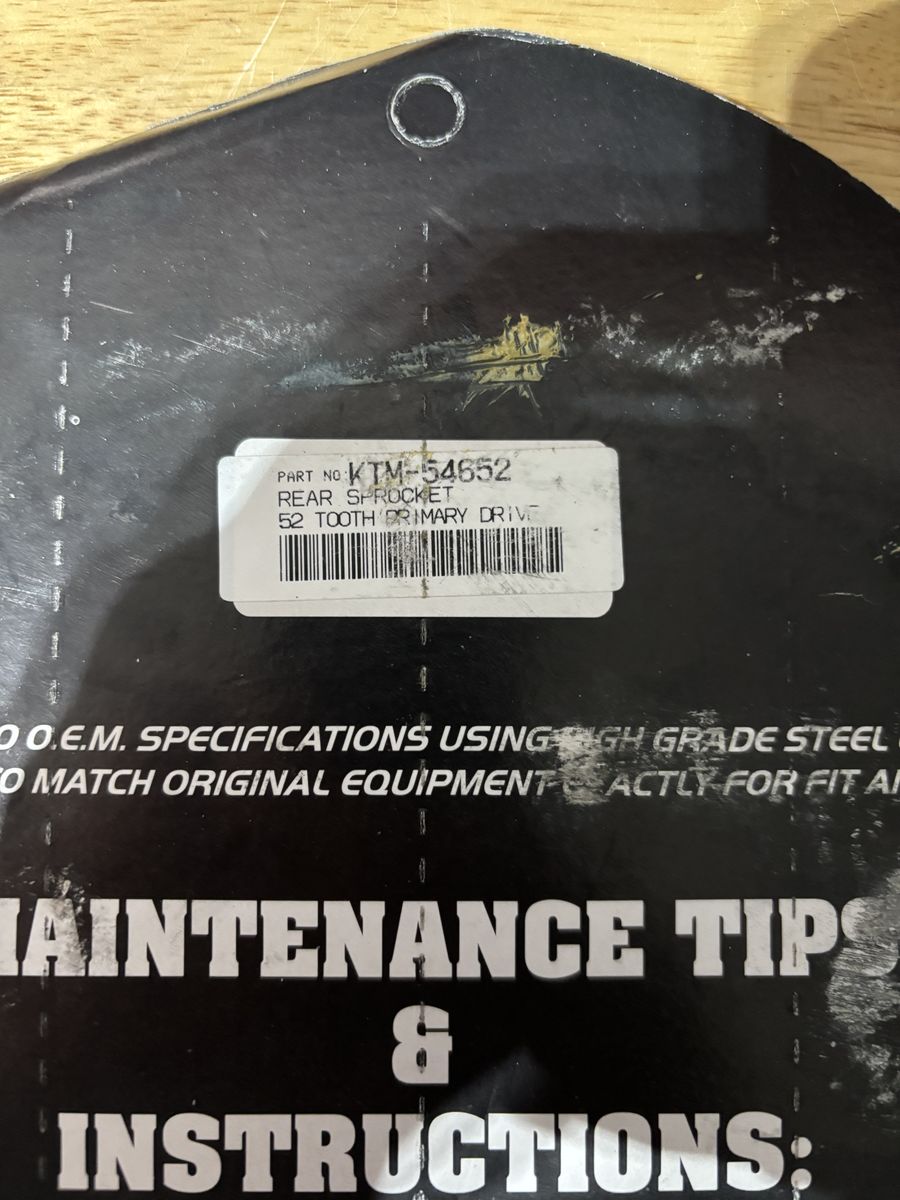 PART NO: KTM-54652
REAR SPROCKET
52 TOOTH PRIMARY DRIVE
O O.E.M. SPECIFICATIONS USING HIGH GRADE STEEL
TO MATCH ORIGINAL EQUIPMENT EXACTLY FOR FIT
MAINTENANCE TIPS
&
INSTRUCTIONS: